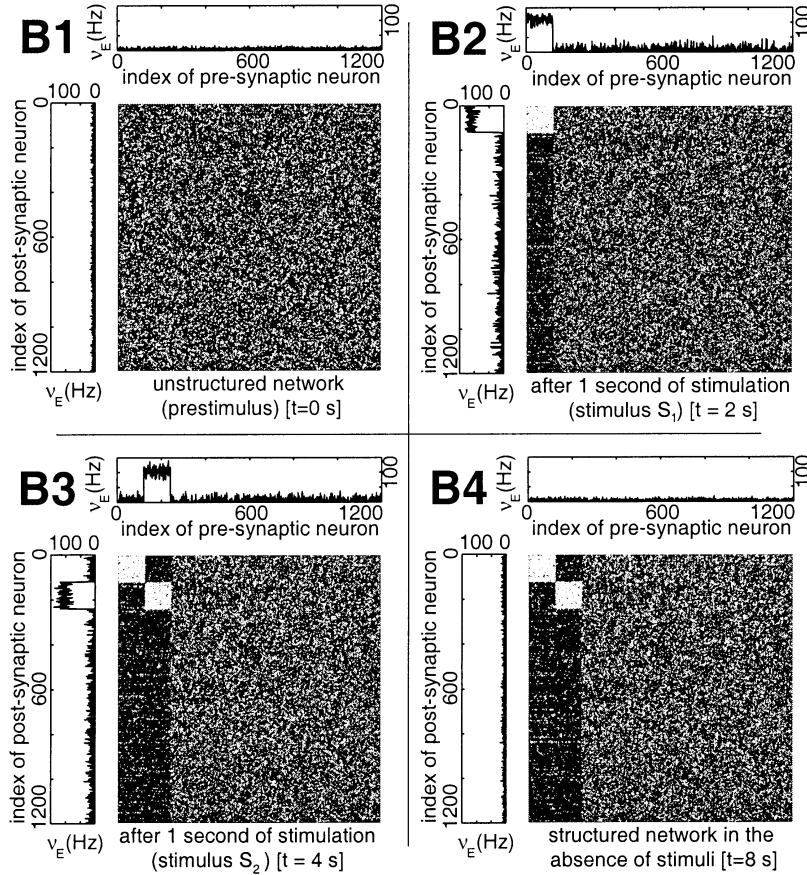 B1
ν_E(Hz)
100
0 600 1200
index of pre-synaptic neuron
100 0
0
600
1200
index of post-synaptic neuron
ν_E(Hz)
unstructured network
(prestimulus) [t=0 s]
B2
ν_E(Hz)
100
0 600 1200
index of pre-synaptic neuron
100 0
0
600
1200
index of post-synaptic neuron
ν_E(Hz)
after 1 second of stimulation
(stimulus S₁) [t = 2 s]
B3
ν_E(Hz)
100
0 600 1200
index of pre-synaptic neuron
100 0
0
600
1200
index of post-synaptic neuron
ν_E(Hz)
after 1 second of stimulation
(stimulus S₂) [t = 4 s]
B4
ν_E(Hz)
100
0 600 1200
index of pre-synaptic neuron
100 0
0
600
1200
index of post-synaptic neuron
ν_E(Hz)
structured network in the
absence of stimuli [t=8 s]